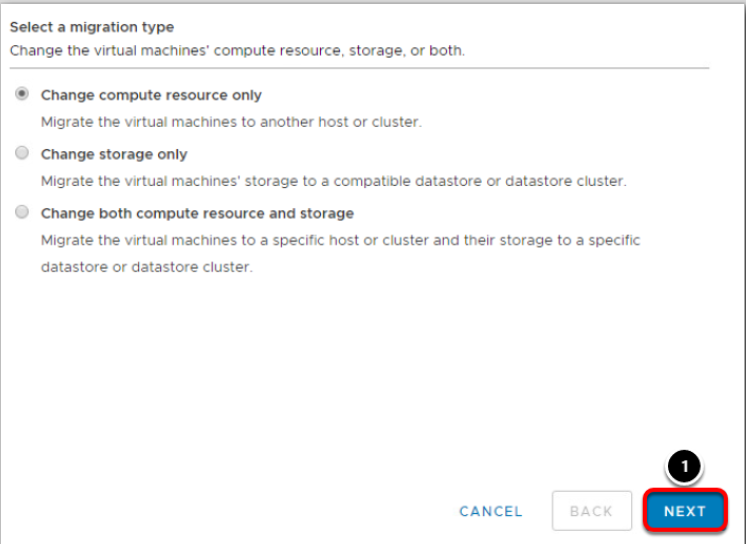 Select a migration type
Change the virtual machines' compute resource, storage, or both.
Change compute resource only
Migrate the virtual machines to another host or cluster.
Change storage only
Migrate the virtual machines' storage to a compatible datastore or datastore cluster.
Change both compute resource and storage
Migrate the virtual machines to a specific host or cluster and their storage to a specific
datastore or datastore cluster.
1
CANCEL BACK NEXT